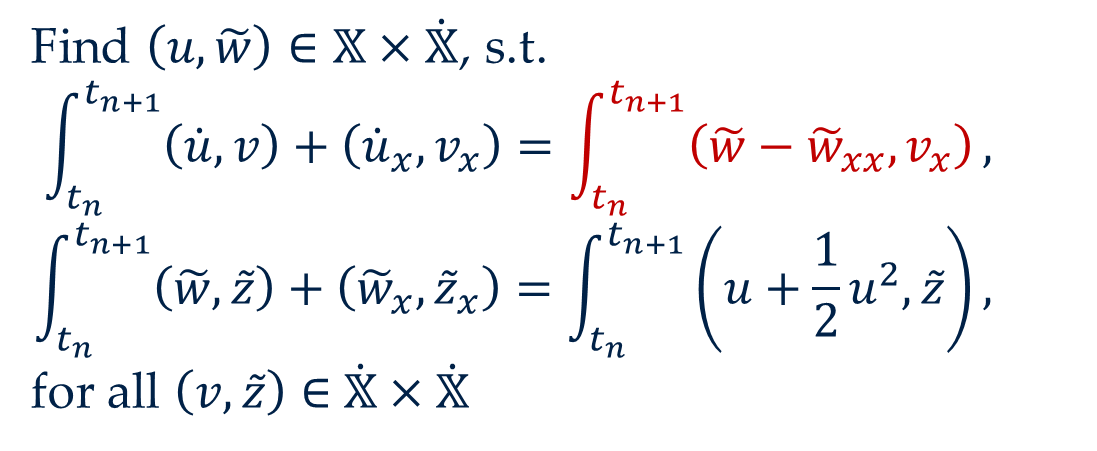 Find (u, w̃) ∈ 𝕏 × 𝕏̇, s.t.
∫_{t_n}^{t_{n+1}} (u̇, v) + (u̇_x, v_x) = ∫_{t_n}^{t_{n+1}} (w̃ − w̃_{xx}, v_x) ,
∫_{t_n}^{t_{n+1}} (w̃, z̃) + (w̃_x, z̃_x) = ∫_{t_n}^{t_{n+1}} (u + \frac{1}{2} u², z̃) ,
for all (v, z̃) ∈ 𝕏̇ × 𝕏̇